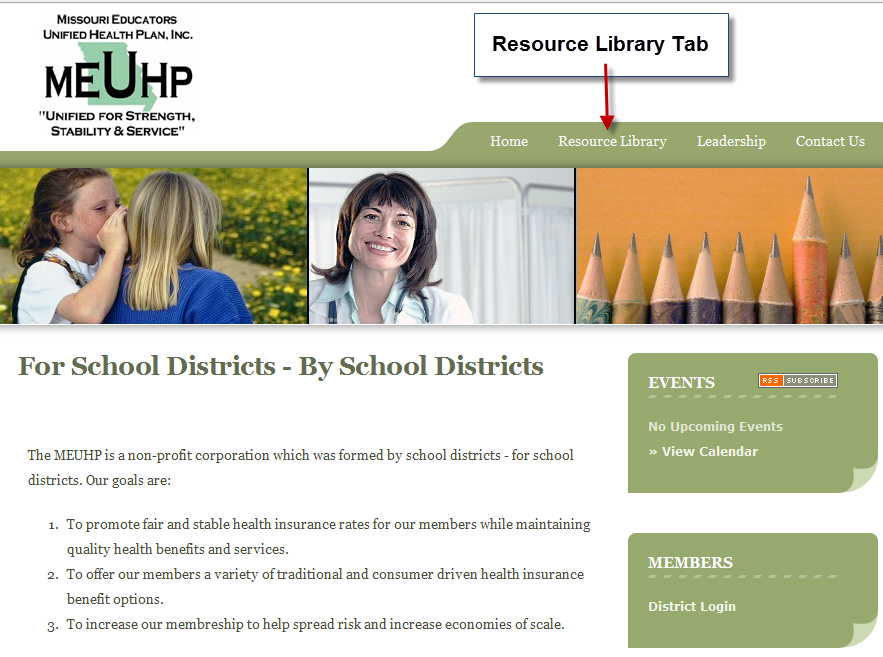 Missouri Educators
Unified Health Plan, Inc.
MEUHP
"Unified for Strength,
Stability & Service"
Resource Library Tab
Home Resource Library Leadership Contact Us
For School Districts - By School Districts
The MEUHP is a non-profit corporation which was formed by school districts - for school
districts. Our goals are:
1. To promote fair and stable health insurance rates for our members while maintaining
quality health benefits and services.
2. To offer our members a variety of traditional and consumer driven health insurance
benefit options.
3. To increase our membreship to help spread risk and increase economies of scale.
EVENTS RSS SUBSCRIBE
No Upcoming Events
» View Calendar
MEMBERS
District Login